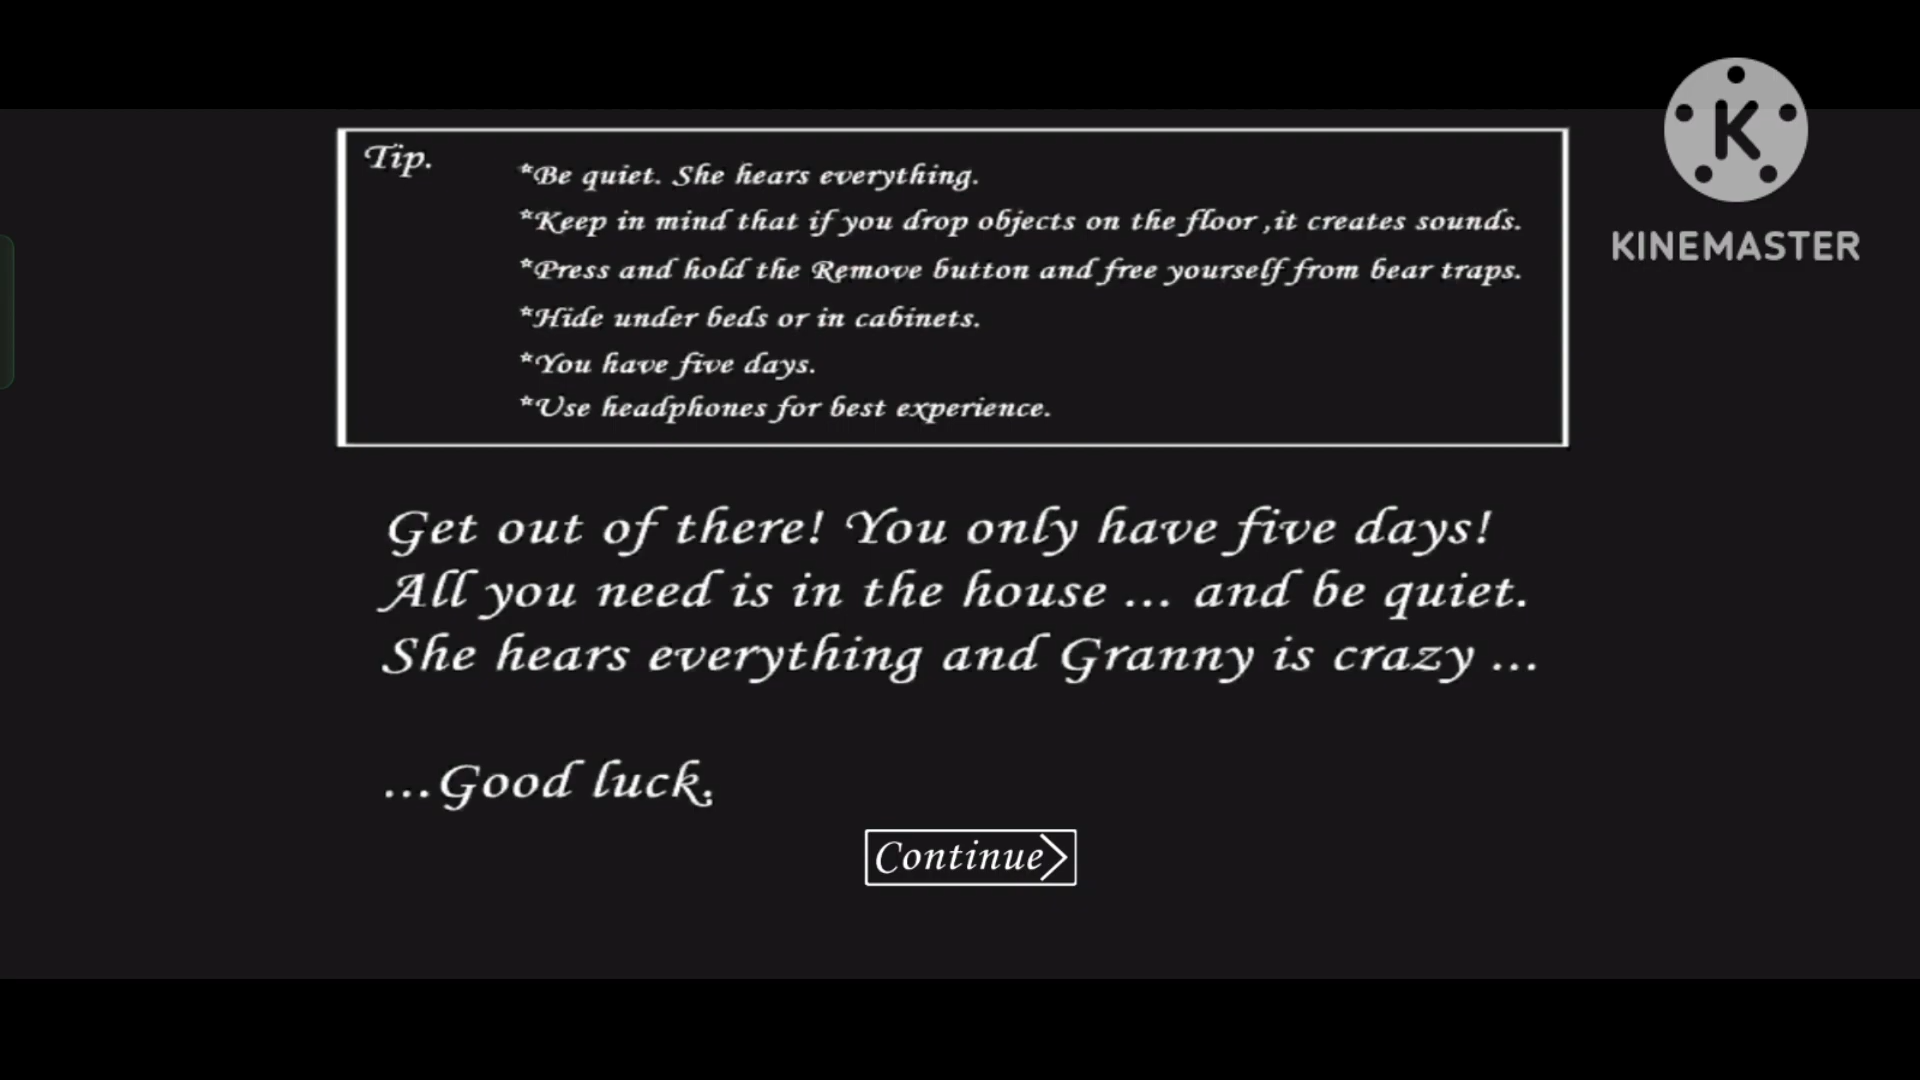 Tip.
*Be quiet. She hears everything.
*Keep in mind that if you drop objects on the floor ,it creates sounds.
*Press and hold the Remove button and free yourself from bear traps.
*Hide under beds or in cabinets.
*You have five days.
*Use headphones for best experience.
Get out of there! You only have five days!
All you need is in the house ... and be quiet.
She hears everything and Granny is crazy ...
...Good luck.
Continue
K
KINEMASTER